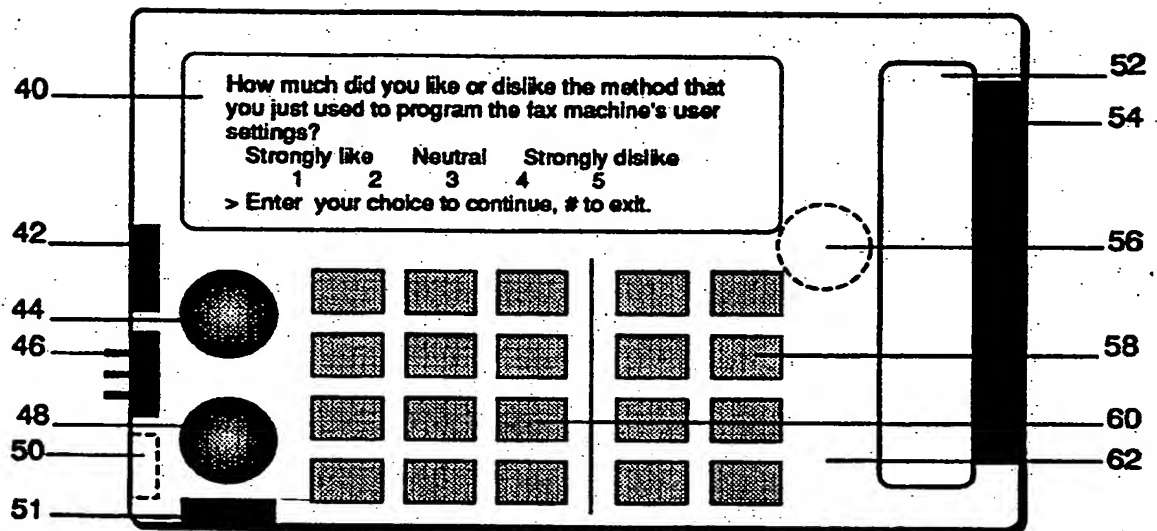 How much did you like or dislike the method that
you just used to program the fax machine's user
settings?
Strongly like Neutral Strongly dislike
1 2 3 4 5
> Enter your choice to continue, # to exit.
40
42
44
46
48
50
51
52
54
56
58
60
62